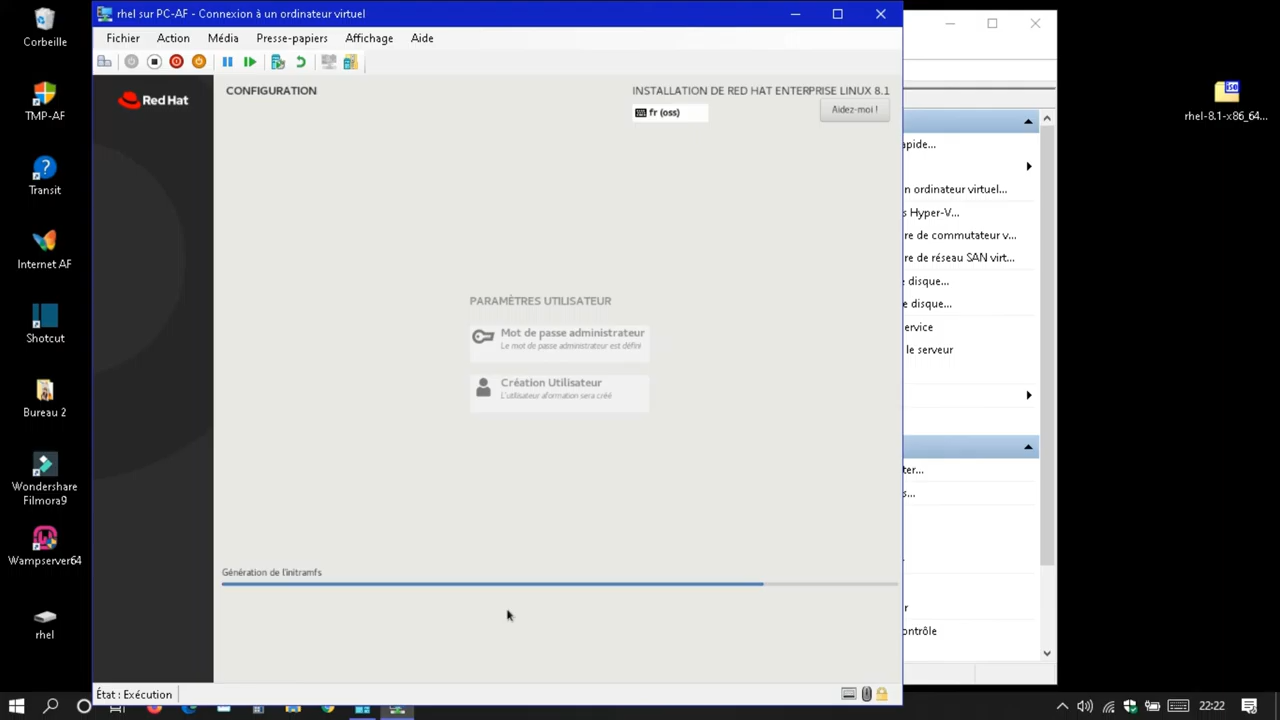 rhel sur PC-AF - Connexion à un ordinateur virtuel
Fichier Action Média Presse-papiers Affichage Aide
Red Hat
CONFIGURATION
INSTALLATION DE RED HAT ENTERPRISE LINUX 8.1
fr (oss)
Aidez-moi !
PARAMÈTRES UTILISATEUR
Mot de passe administrateur
Le mot de passe administrateur est défini
Création Utilisateur
L'utilisateur aformation sera créé
Génération de l'initramfs
État : Exécution
Corbeille
TMP-AF
Transit
Internet AF
Shotcut
Bureau 2
Wondershare
Filmora9
Wampserver64
rhel
apide...
n ordinateur virtuel...
s Hyper-V...
re de commutateur v...
re de réseau SAN virt...
disque...
e disque...
ervice
le serveur
ter...
s...
r
ontrôle
iso
rhel-8.1-x86_64...
22:22